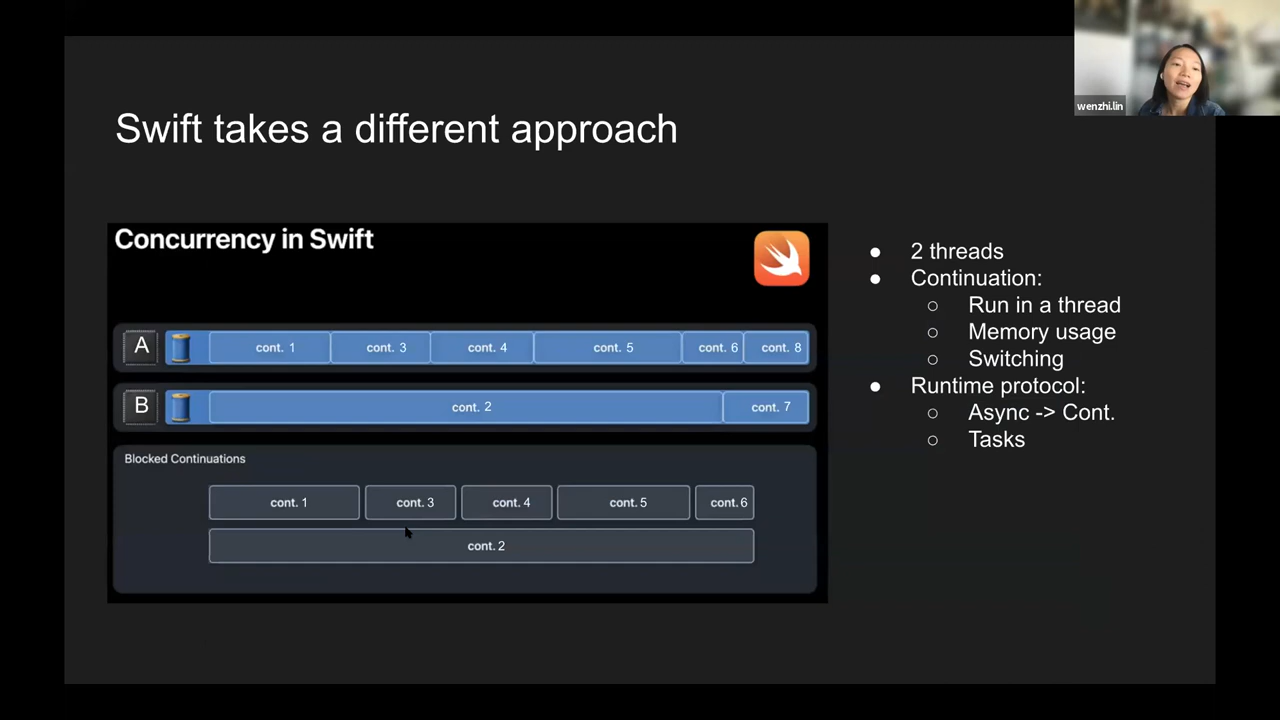 wenzhi.lin
Swift takes a different approach
Concurrency in Swift
A
cont. 1
cont. 3
cont. 4
cont. 5
cont. 6
cont. 8
B
cont. 2
cont. 7
Blocked Continuations
cont. 1
cont. 3
cont. 4
cont. 5
cont. 6
cont. 2
● 2 threads
● Continuation:
○ Run in a thread
○ Memory usage
○ Switching
● Runtime protocol:
○ Async -> Cont.
○ Tasks